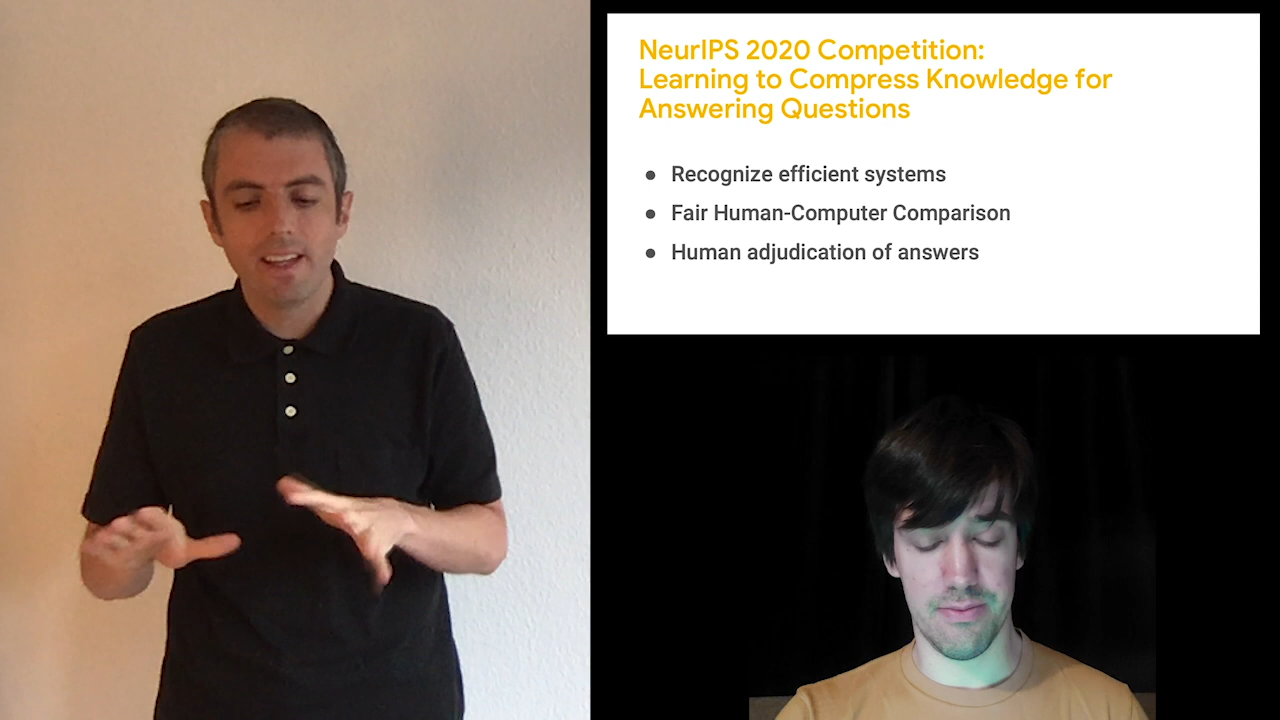 NeurIPS 2020 Competition:
Learning to Compress Knowledge for
Answering Questions
● Recognize efficient systems
● Fair Human-Computer Comparison
● Human adjudication of answers